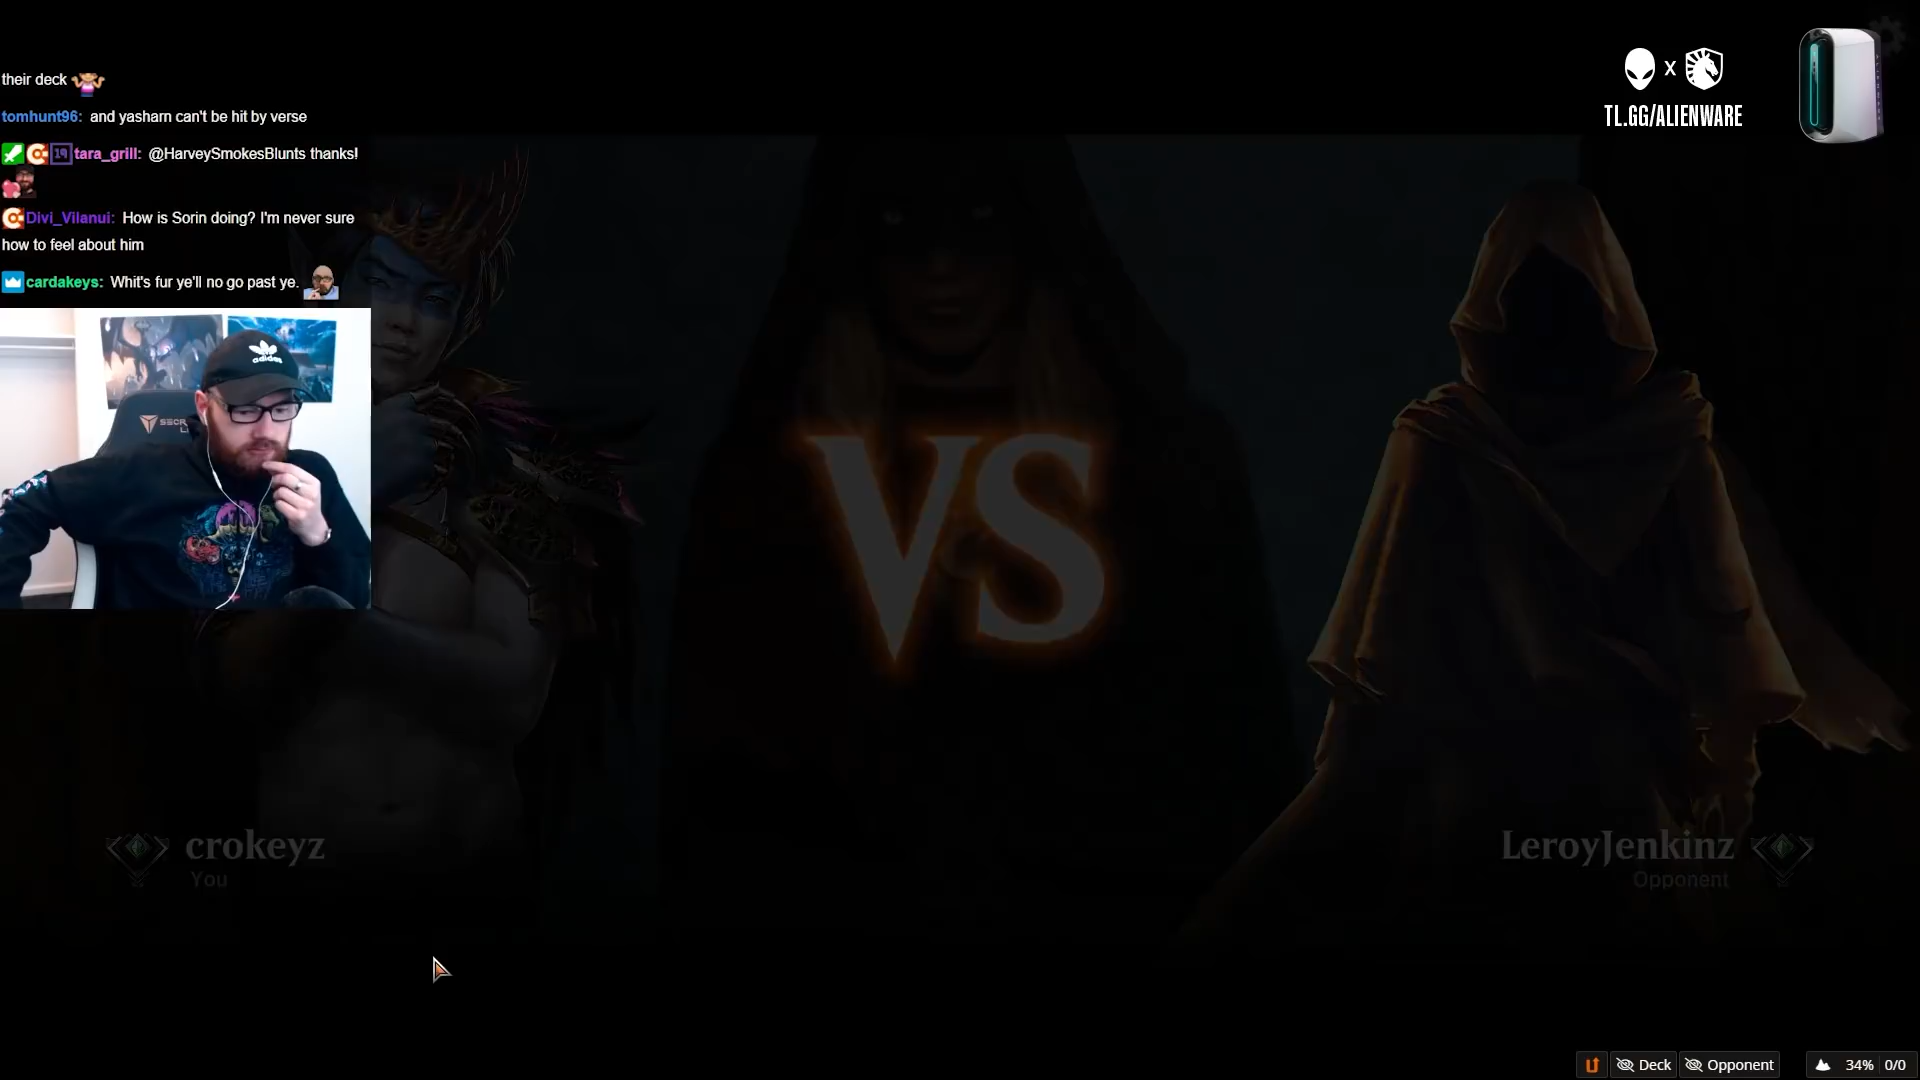 their deck
tomhunt96: and yasharn can't be hit by verse
19 tara_grill: @HarveySmokesBlunts thanks!
Divi_Vilanui: How is Sorin doing? I'm never sure
how to feel about him
cardakeys: Whit's fur ye'll no go past ye.
X
TL.GG/ALIENWARE
adidas
VS
crokeyz
You
LeroyJenkinz
Opponent
Deck
Opponent
34%
0/0